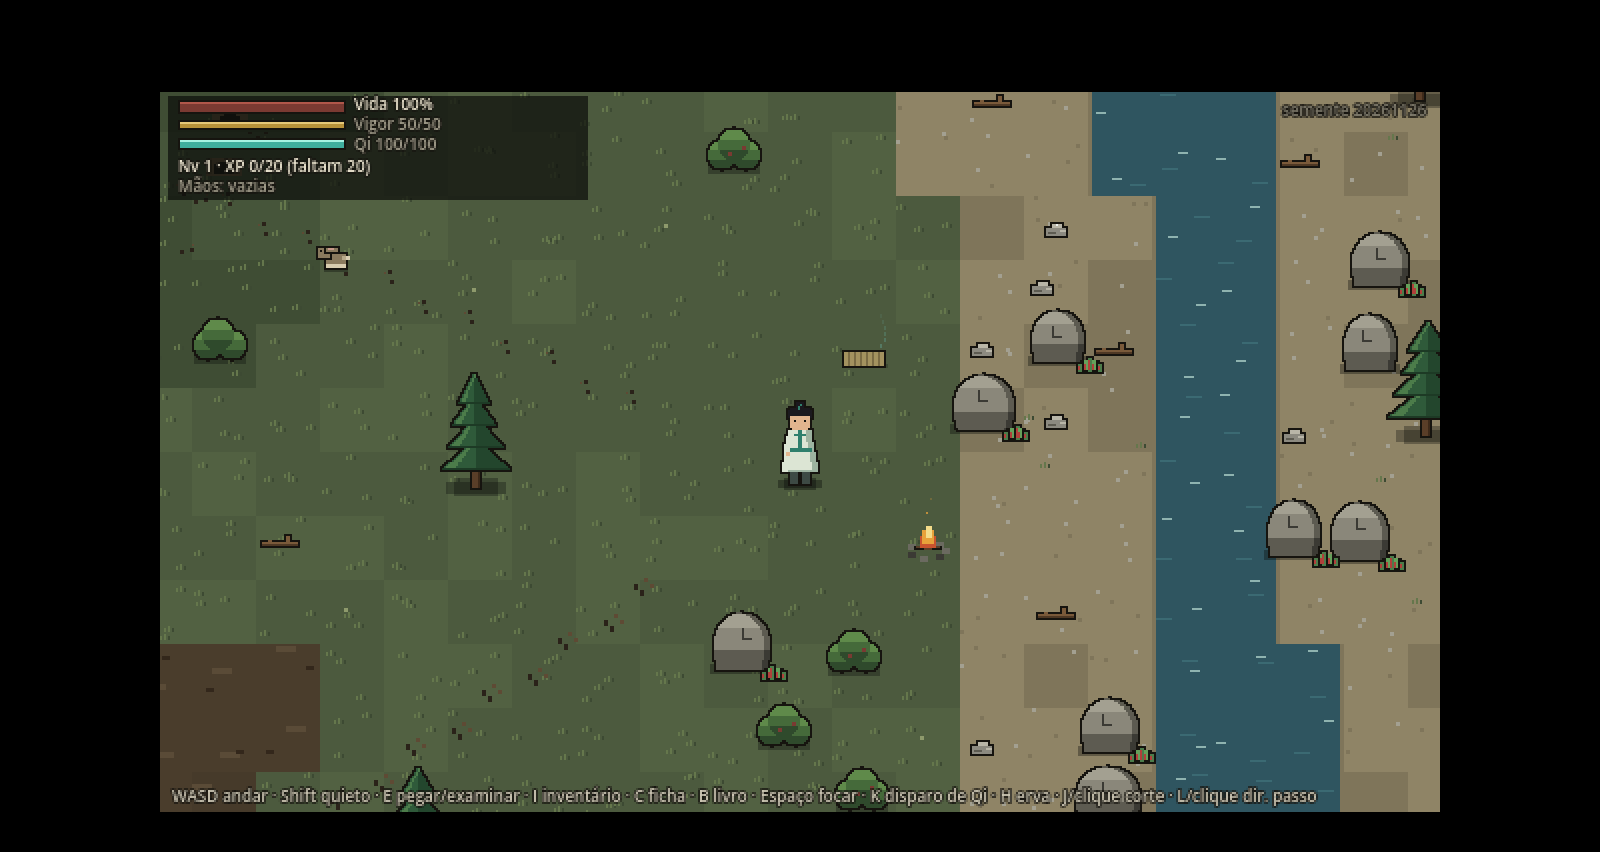 Vida 100%
Vigor 50/50
Qi 100/100
Nv 1 · XP 0/20 (faltam 20)
Mãos: vazias
semente 20261126
WASD andar · Shift quieto · E pegar/examinar · I inventário · C ficha · B livro · Espaço focar · K disparo de Qi · H erva · J/clique corte · L/clique dir. passo